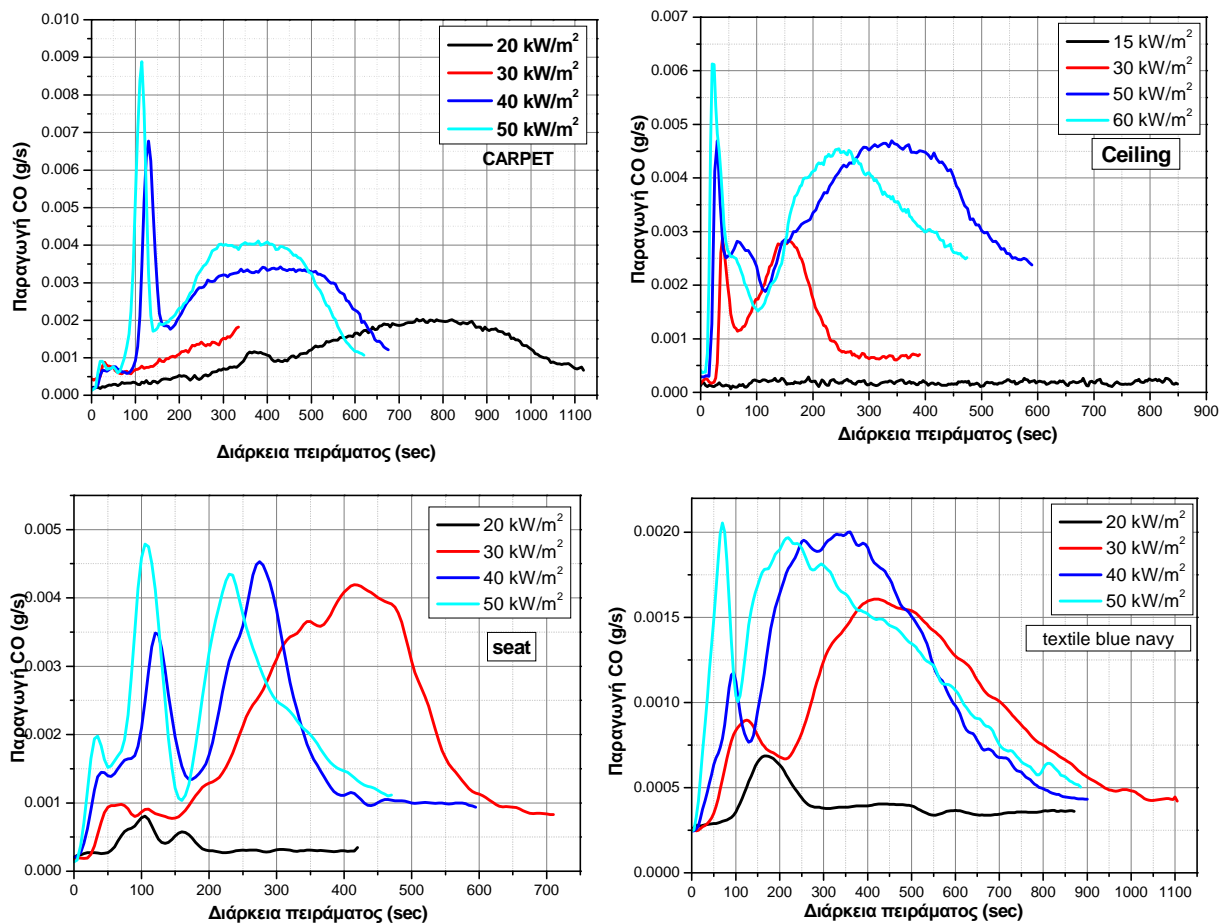 0.010
0.009
0.008
0.007
0.006
0.005
0.004
0.003
0.002
0.001
0.000
Παραγωγή CO (g/s)
20 kW/m²
30 kW/m²
40 kW/m²
50 kW/m²
CARPET
0 100 200 300 400 500 600 700 800 900 1000 1100
Διάρκεια πειράματος (sec)
0.007
0.006
0.005
0.004
0.003
0.002
0.001
0.000
Παραγωγή CO (g/s)
15 kW/m²
30 kW/m²
50 kW/m²
60 kW/m²
Ceiling
0 100 200 300 400 500 600 700 800 900
Διάρκεια πειράματος (sec)
0.005
0.004
0.003
0.002
0.001
0.000
Παραγωγή CO (g/s)
20 kW/m²
30 kW/m²
40 kW/m²
50 kW/m²
seat
0 100 200 300 400 500 600 700
Διάρκεια πειράματος (sec)
0.0020
0.0015
0.0010
0.0005
0.0000
Παραγωγή CO (g/s)
20 kW/m²
30 kW/m²
40 kW/m²
50 kW/m²
textile blue navy
0 100 200 300 400 500 600 700 800 900 1000 1100
Διάρκεια πειράματος (sec)